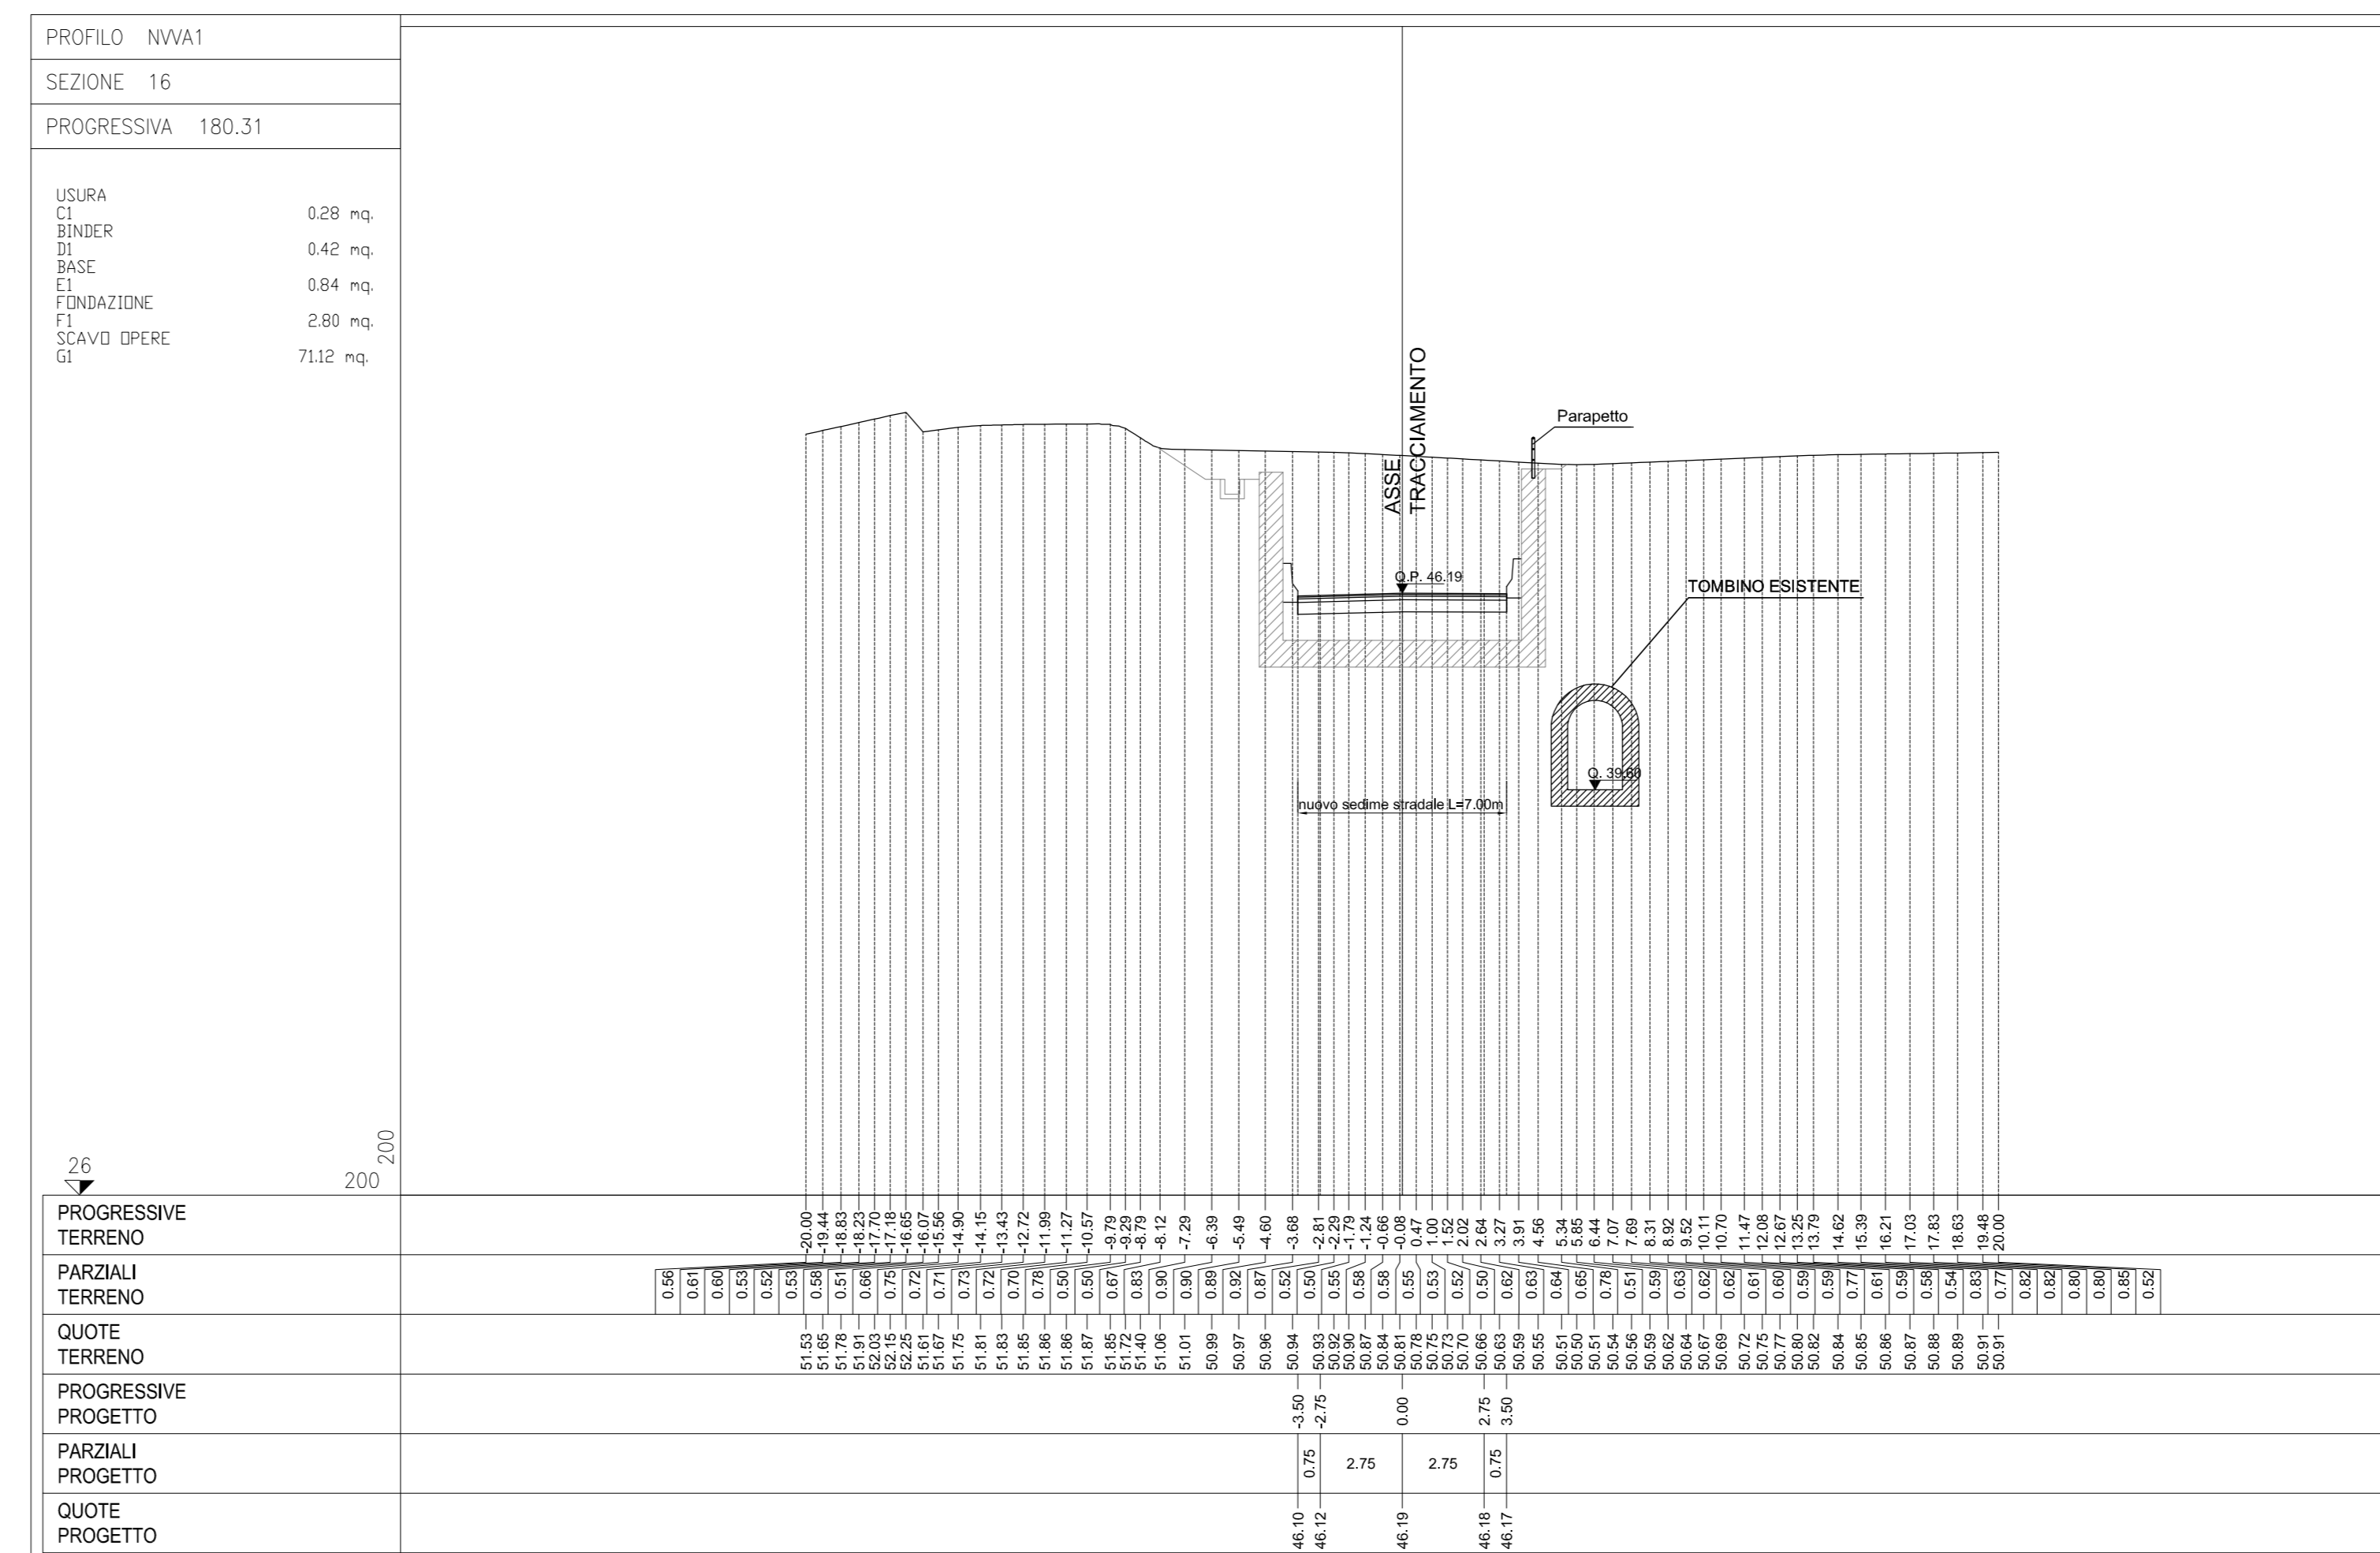 PROFILO NVVA1
SEZIONE 16
PROGRESSIVA 180.31
USURA
C1 0.28 mq.
BINDER
D1 0.42 mq.
BASE
E1 0.84 mq.
FONDAZIONE
F1 2.80 mq.
SCAVO OPERE
G1 71.12 mq.
ASSE
TRACCIAMENTO
Parapetto
Q.P. 46.19
TOMBINO ESISTENTE
Q. 39.60
nuovo sedime stradale L=7.00m
26
200
200
PROGRESSIVE
TERRENO
-20.00 -19.44 -18.83 -18.23 -17.70 -17.18 -16.65 -16.07 -15.56 -14.90 -14.15 -13.43 -12.72 -11.99 -11.27 -10.57 -9.79 -9.29 -8.79 -8.12 -7.29 -6.39 -5.49 -4.60 -3.68 -2.81 -2.29 -1.79 -1.24 -0.66 -0.08 0.47 1.00 1.52 2.02 2.64 3.27 3.91 4.56 5.34 5.85 6.44 7.07 7.69 8.31 8.92 9.52 10.11 10.70 11.47 12.08 12.67 13.25 13.79 14.62 15.39 16.21 17.03 17.83 18.63 19.48 20.00
PARZIALI
TERRENO
0.56 0.61 0.60 0.53 0.52 0.53 0.58 0.51 0.66 0.75 0.72 0.71 0.73 0.72 0.70 0.78 0.50 0.50 0.67 0.83 0.90 0.90 0.89 0.92 0.87 0.52 0.50 0.55 0.58 0.58 0.55 0.53 0.52 0.50 0.62 0.63 0.64 0.65 0.78 0.51 0.59 0.63 0.62 0.62 0.61 0.60 0.59 0.59 0.77 0.61 0.59 0.58 0.54 0.83 0.77 0.82 0.82 0.80 0.80 0.85 0.52
QUOTE
TERRENO
51.53 51.65 51.78 51.91 52.03 52.15 52.25 51.61 51.67 51.75 51.81 51.83 51.85 51.86 51.86 51.87 51.85 51.72 51.40 51.06 51.01 50.99 50.97 50.96 50.94 50.93 50.92 50.90 50.87 50.84 50.81 50.78 50.75 50.73 50.70 50.66 50.63 50.59 50.55 50.51 50.50 50.51 50.54 50.56 50.59 50.62 50.64 50.67 50.69 50.72 50.75 50.77 50.80 50.82 50.84 50.85 50.86 50.87 50.88 50.89 50.91 50.91
PROGRESSIVE
PROGETTO
-3.50 -2.75 0.00 2.75 3.50
PARZIALI
PROGETTO
0.75 2.75 2.75 0.75
QUOTE
PROGETTO
46.10 46.12 46.19 46.18 46.17